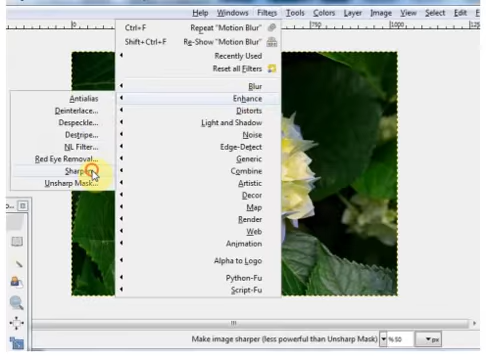 Help Windows Filters Tools Colors Layer Image View Select Edit
0 750 1000
Ctrl+F Repeat "Motion Blur"
Shift+Ctrl+F Re-Show "Motion Blur"
Recently Used
Reset all Filters
Blur
Enhance
Distorts
Light and Shadow
Noise
Edge-Detect
Generic
Combine
Artistic
Decor
Map
Render
Web
Animation
Alpha to Logo
Python-Fu
Script-Fu
Antialias
Deinterlace...
Despeckle...
Destripe...
NL Filter...
Red Eye Removal...
Unsharp Mask...
Make image sharper (less powerful than Unsharp Mask) %50 px